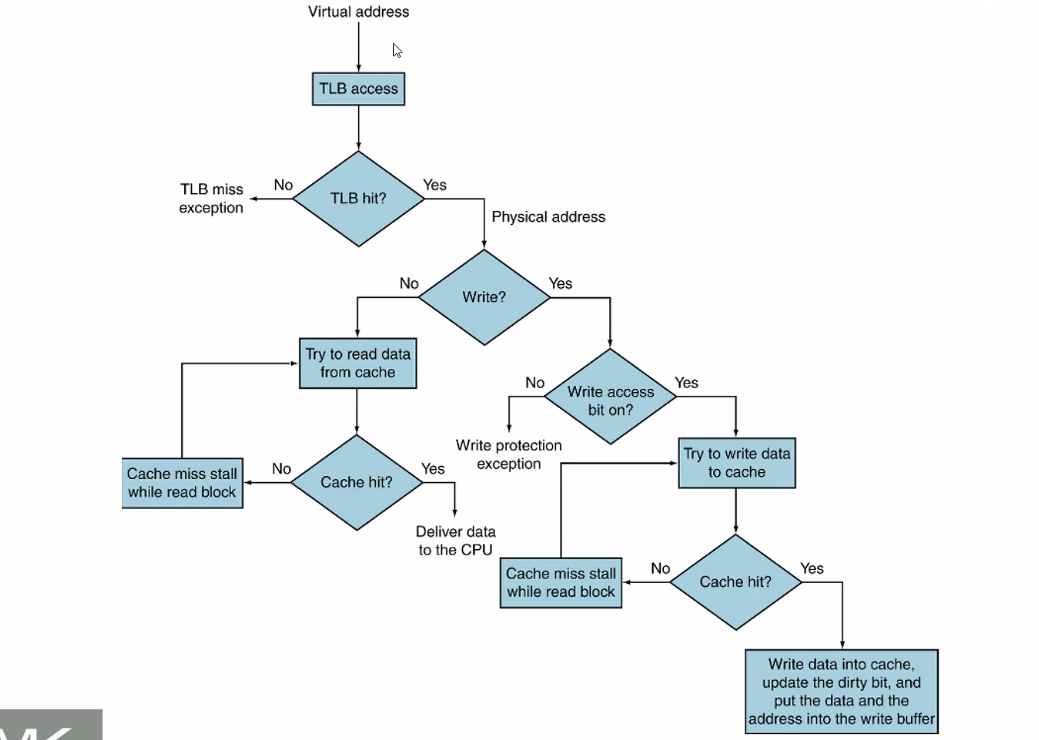 Virtual address
TLB access
TLB hit?
No
Yes
TLB miss
exception
Physical address
Write?
No
Yes
Try to read data
from cache
Write access
bit on?
No
Yes
Write protection
exception
Try to write data
to cache
Cache hit?
No
Yes
Cache miss stall
while read block
Deliver data
to the CPU
Cache hit?
No
Yes
Cache miss stall
while read block
Write data into cache,
update the dirty bit, and
put the data and the
address into the write buffer